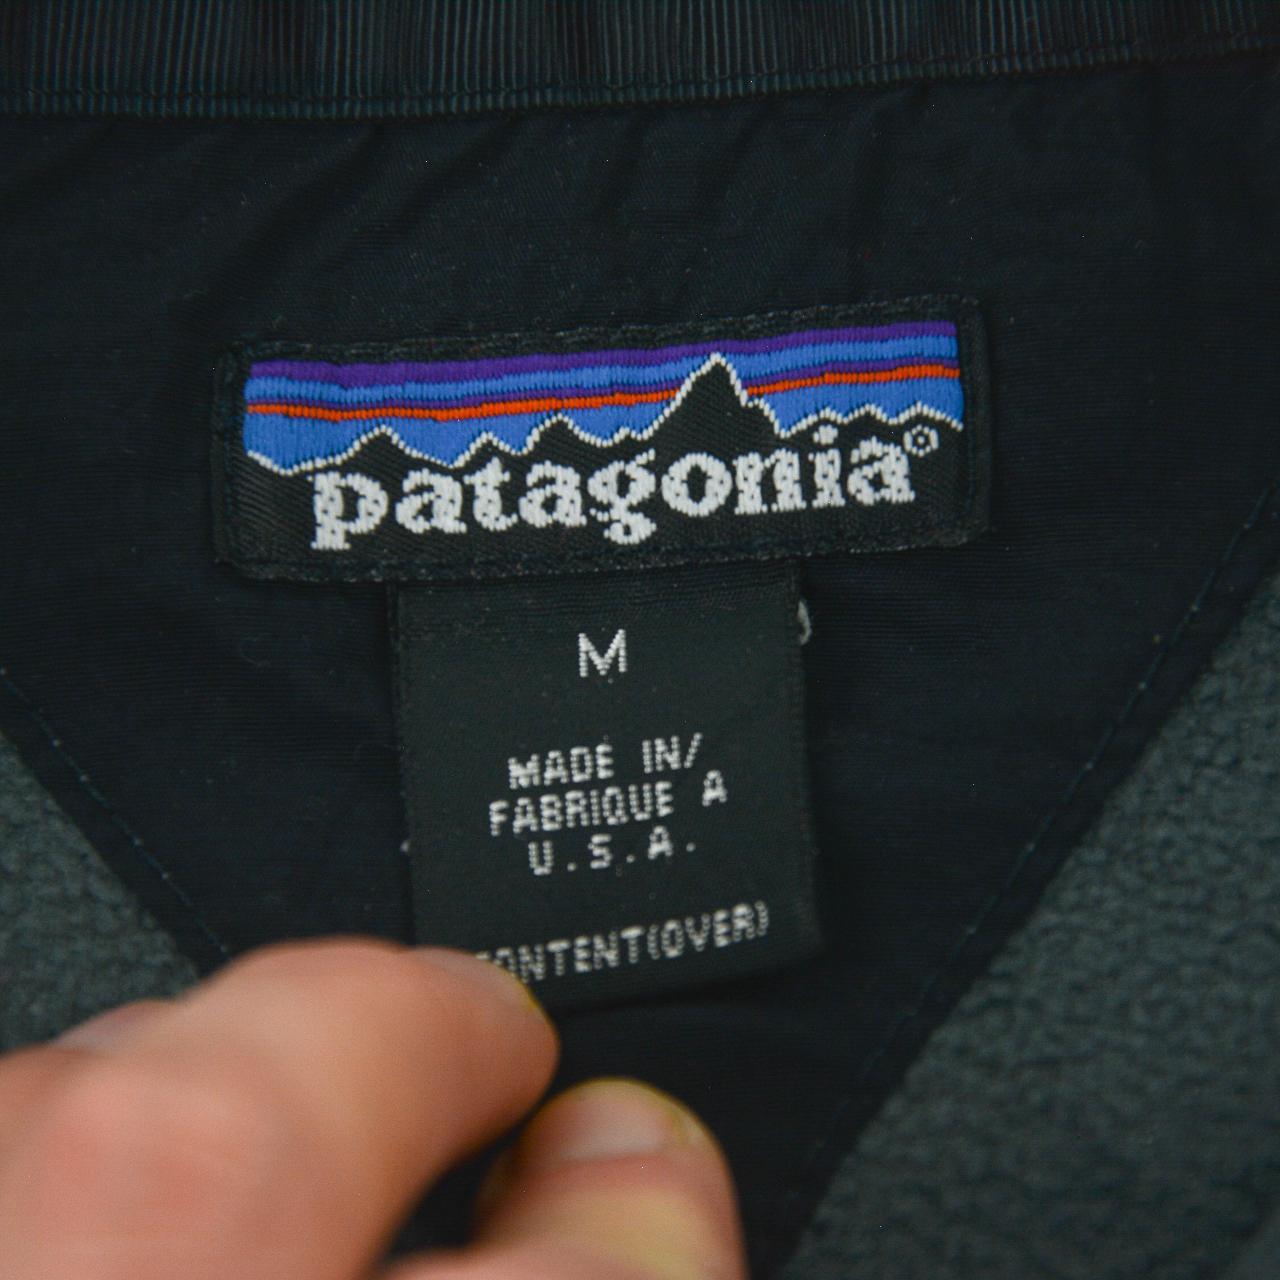 patagonia®
M
MADE IN/
FABRIQUE A
U.S.A.
CONTENT(OVER)